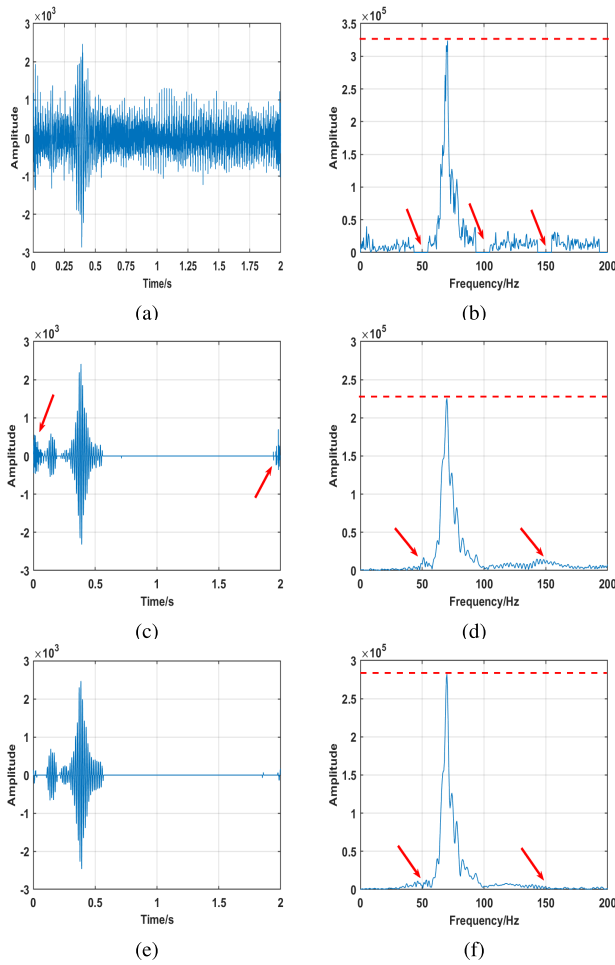 ×10³
3
2
1
0
-1
-2
-3
Amplitude
0 0.25 0.5 0.75 1 1.25 1.5 1.75 2
Time/s
(a)
×10⁵
3.5
3
2.5
2
1.5
1
0.5
0
Amplitude
0 50 100 150 200
Frequency/Hz
(b)
×10³
3
2
1
0
-1
-2
-3
Amplitude
0 0.5 1 1.5 2
Time/s
(c)
×10⁵
3
2.5
2
1.5
1
0.5
0
Amplitude
0 50 100 150 200
Frequency/Hz
(d)
×10³
3
2
1
0
-1
-2
-3
Amplitude
0 0.5 1 1.5 2
Time/s
(e)
×10⁵
3
2.5
2
1.5
1
0.5
0
Amplitude
0 50 100 150 200
Frequency/Hz
(f)